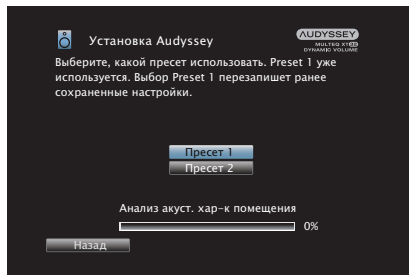 Установка Audyssey
AUDYSSEY
MULTEQ XT32
DYNAMIC VOLUME
Выберите, какой пресет использовать. Preset 1 уже
используется. Выбор Preset 1 перезапишет ранее
сохраненные настройки.
Пресет 1
Пресет 2
Анализ акуст. хар-к помещения
0%
Назад